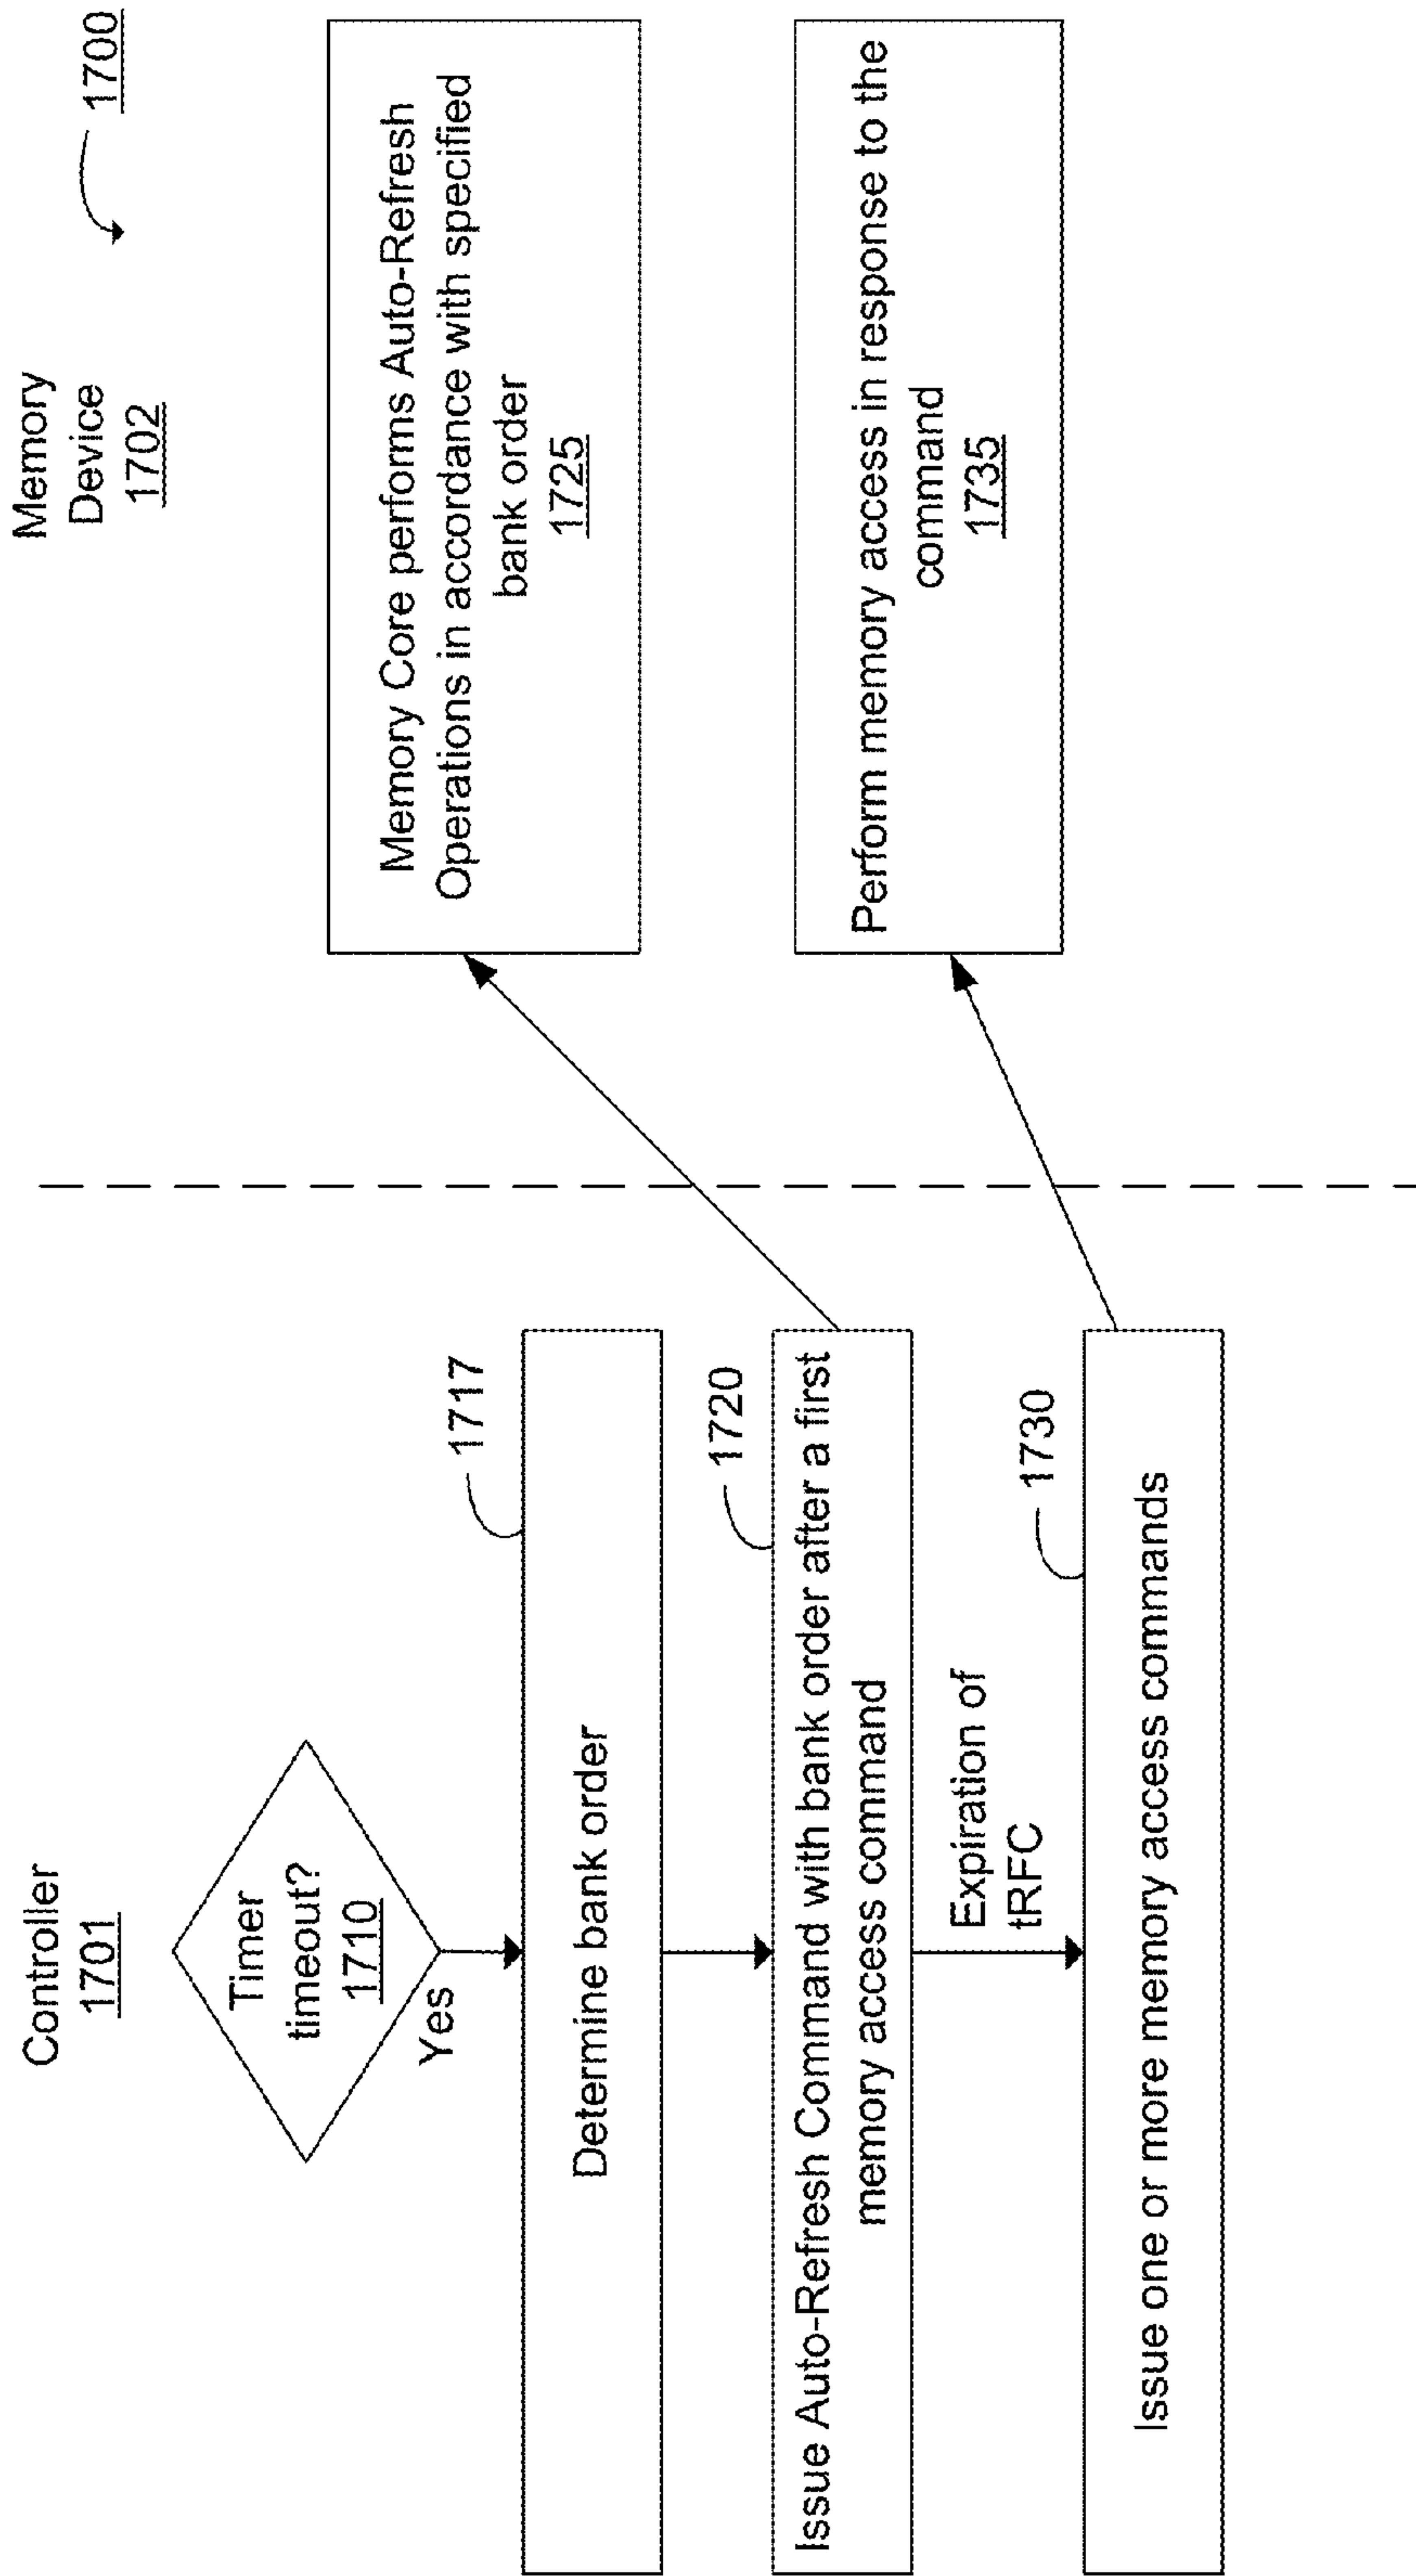 Controller
1701
Memory
Device
1702
1700
Timer
timeout?
1710
Yes
1717
Determine bank order
1720
Issue Auto-Refresh Command with bank order after a first
memory access command
Memory Core performs Auto-Refresh
Operations in accordance with specified
bank order
1725
Expiration of
tRFC
1730
Issue one or more memory access commands
Perform memory access in response to the
command
1735